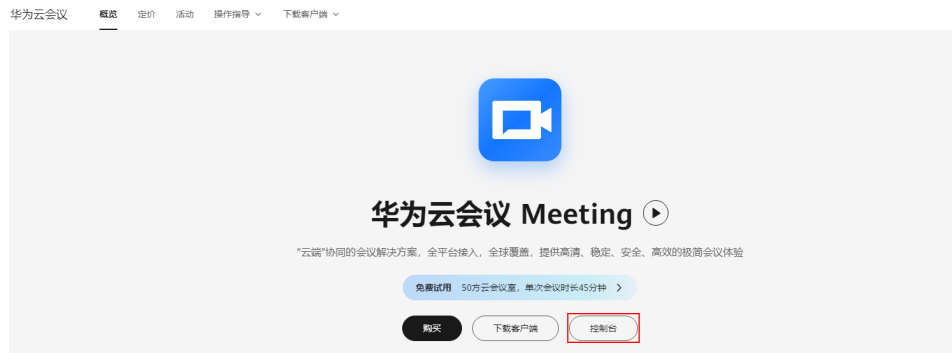 华为云会议 概览 定价 活动 操作指导 下载客户端
华为云会议 Meeting
“云端”协同的会议解决方案，全平台接入，全球覆盖，提供高清、稳定、安全、高效的极简会议体验
免费试用 50方云会议室，单次会议时长45分钟
购买 下载客户端 控制台